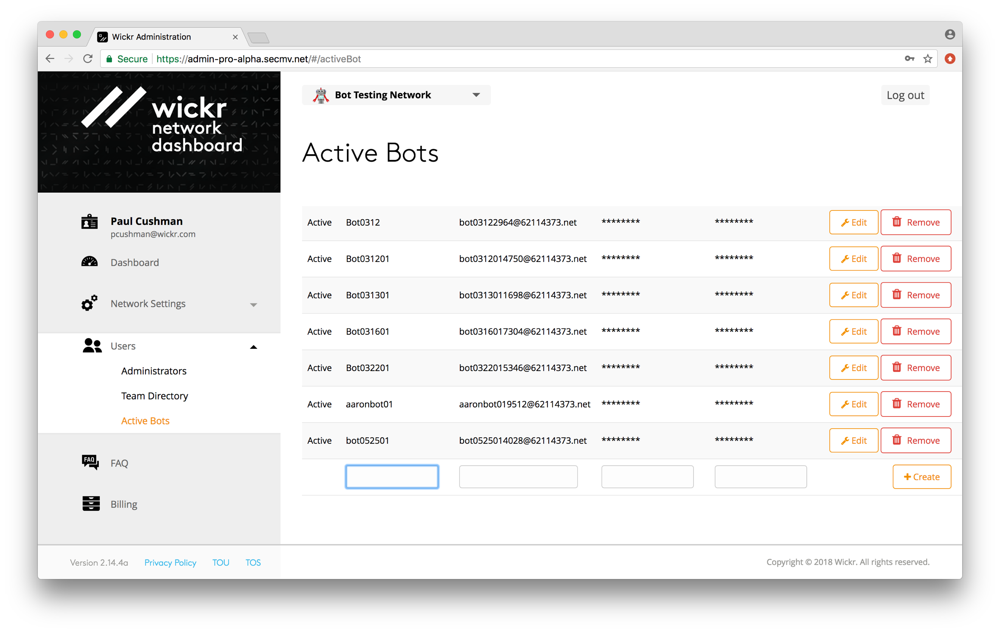 Wickr Administration
Secure https://admin-pro-alpha.secmv.net/#/activeBot
wickr
network
dashboard
Bot Testing Network
Log out
Active Bots
Paul Cushman
pcushman@wickr.com
Dashboard
Network Settings
Users
Administrators
Team Directory
Active Bots
FAQ FAQ
Billing
Active Bot0312 bot03122964@62114373.net ******** ******** Edit Remove
Active Bot031201 bot0312014750@62114373.net ******** ******** Edit Remove
Active Bot031301 bot0313011698@62114373.net ******** ******** Edit Remove
Active Bot031601 bot0316017304@62114373.net ******** ******** Edit Remove
Active Bot032201 bot0322015346@62114373.net ******** ******** Edit Remove
Active aaronbot01 aaronbot019512@62114373.net ******** ******** Edit Remove
Active bot052501 bot0525014028@62114373.net ******** ******** Edit Remove
+ Create
Version 2.14.4a Privacy Policy TOU TOS
Copyright © 2018 Wickr. All rights reserved.